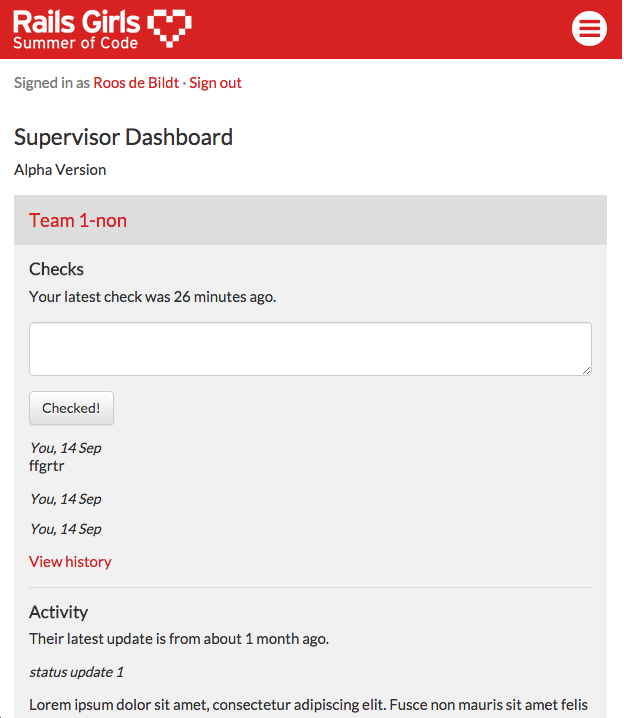 Rails Girls
Summer of Code
Signed in as Roos de Bildt · Sign out
Supervisor Dashboard
Alpha Version
Team 1-non
Checks
Your latest check was 26 minutes ago.
Checked!
You, 14 Sep
ffgrtr
You, 14 Sep
You, 14 Sep
View history
Activity
Their latest update is from about 1 month ago.
status update 1
Lorem ipsum dolor sit amet, consectetur adipiscing elit. Fusce non mauris sit amet felis